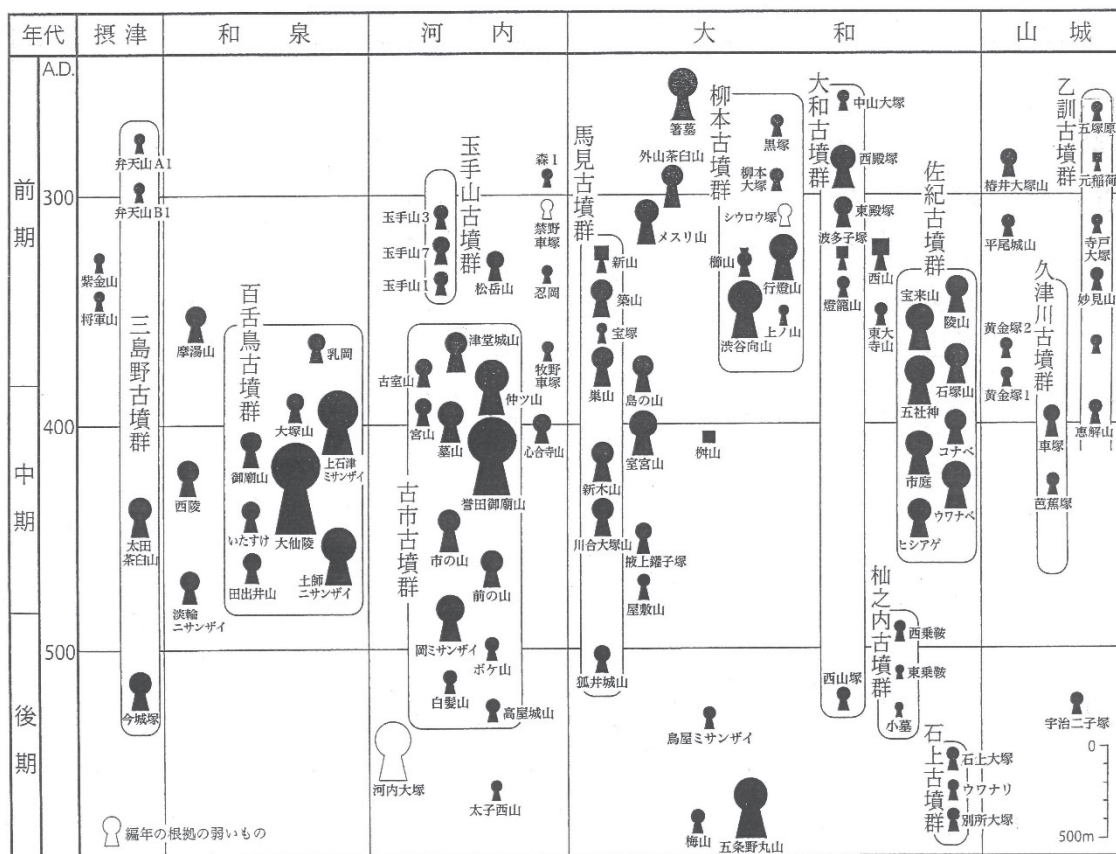 年代
摂津
和泉
河内
大和
山城
A.D.
300
400
500
前期
中期
後期
弁天山A1
弁天山B1
紫金山
将軍山
三島野古墳群
太田
茶臼山
今城塚
摩湯山
西陵
淡輪
ニサンザイ
百舌鳥古墳群
乳岡
大塚山
上石津
ミサンザイ
御廟山
大仙陵
いたすけ
田出井山
土師
ニサンザイ
玉手山古墳群
玉手山3
玉手山7
玉手山1
松岳山
森1
禁野
車塚
忍岡
牧野
車塚
心合寺山
古市古墳群
津堂城山
古室山
仲ツ山
宮山
墓山
誉田御廟山
市の山
前の山
岡ミサンザイ
ボケ山
白髪山
高屋城山
河内大塚
太子西山
馬見古墳群
新山
築山
宝塚
巣山
新木山
川合大塚山
狐井城山
箸墓
外山茶臼山
メスリ山
島の山
室宮山
掖上鑵子塚
屋敷山
桝山
鳥屋ミサンザイ
梅山
五条野丸山
柳本古墳群
黒塚
柳本
大塚
シウロウ塚
櫛山
行燈山
渋谷向山
上ノ山
大和古墳群
中山大塚
西殿塚
東殿塚
波多子塚
燈籠山
西山塚
西山
東大
寺山
佐紀古墳群
宝来山
陵山
五社神
石塚山
コナベ
市庭
ウワナベ
ヒシアゲ
杣之内古墳群
西乗鞍
東乗鞍
小墓
石上古墳群
石上大塚
ウワナリ
別所大塚
椿井大塚山
平尾城山
黄金塚2
黄金塚1
久津川古墳群
車塚
芭蕉塚
乙訓古墳群
五塚原
元稲荷
寺戸
大塚
妙見山
恵解山
宇治二子塚
0
500m
編年の根拠の弱いもの